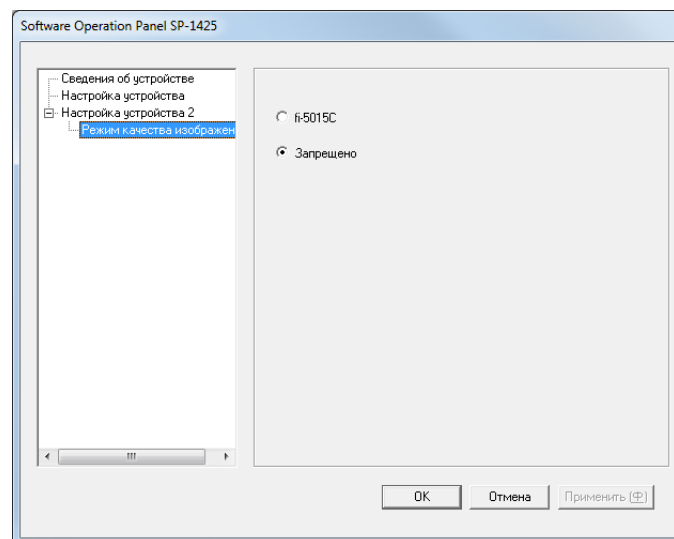 Software Operation Panel SP-1425
Сведения об устройстве
Настройка устройства
Настройка устройства 2
Режим качества изображен
fi-5015C
Запрещено
OK
Отмена
Применить (Ф)